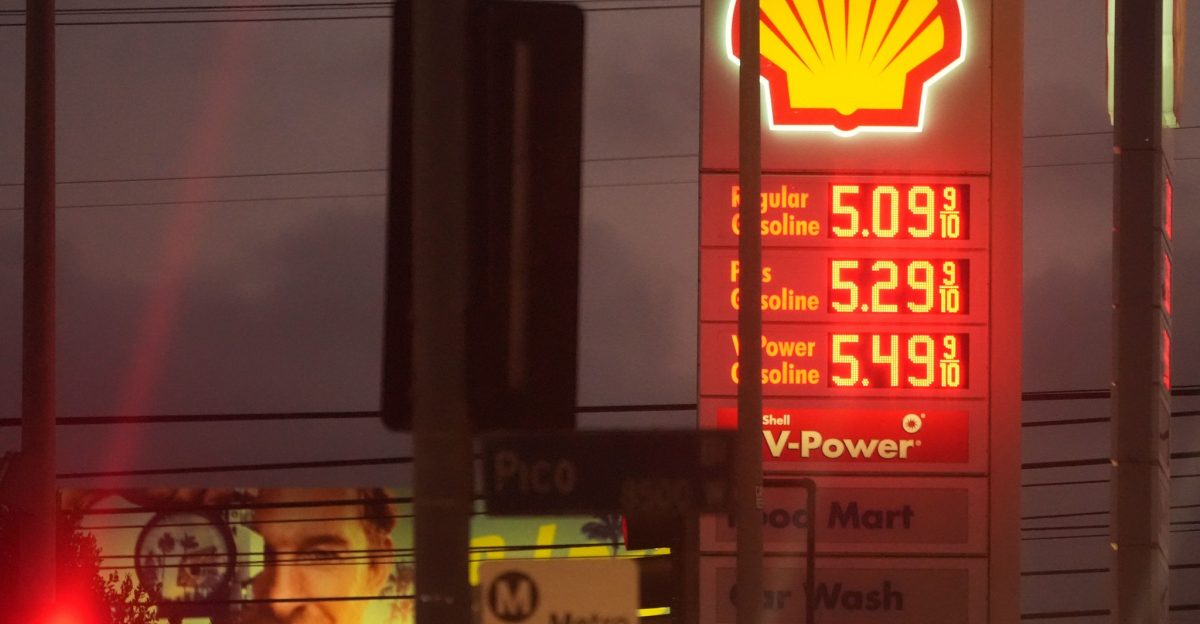 Regular
Gasoline
5.09 9/10
Plus
Gasoline
5.29 9/10
V-Power
Gasoline
5.49 9/10
Shell
V-Power
Food Mart
Car Wash
Pico
8500 W
M
Metro